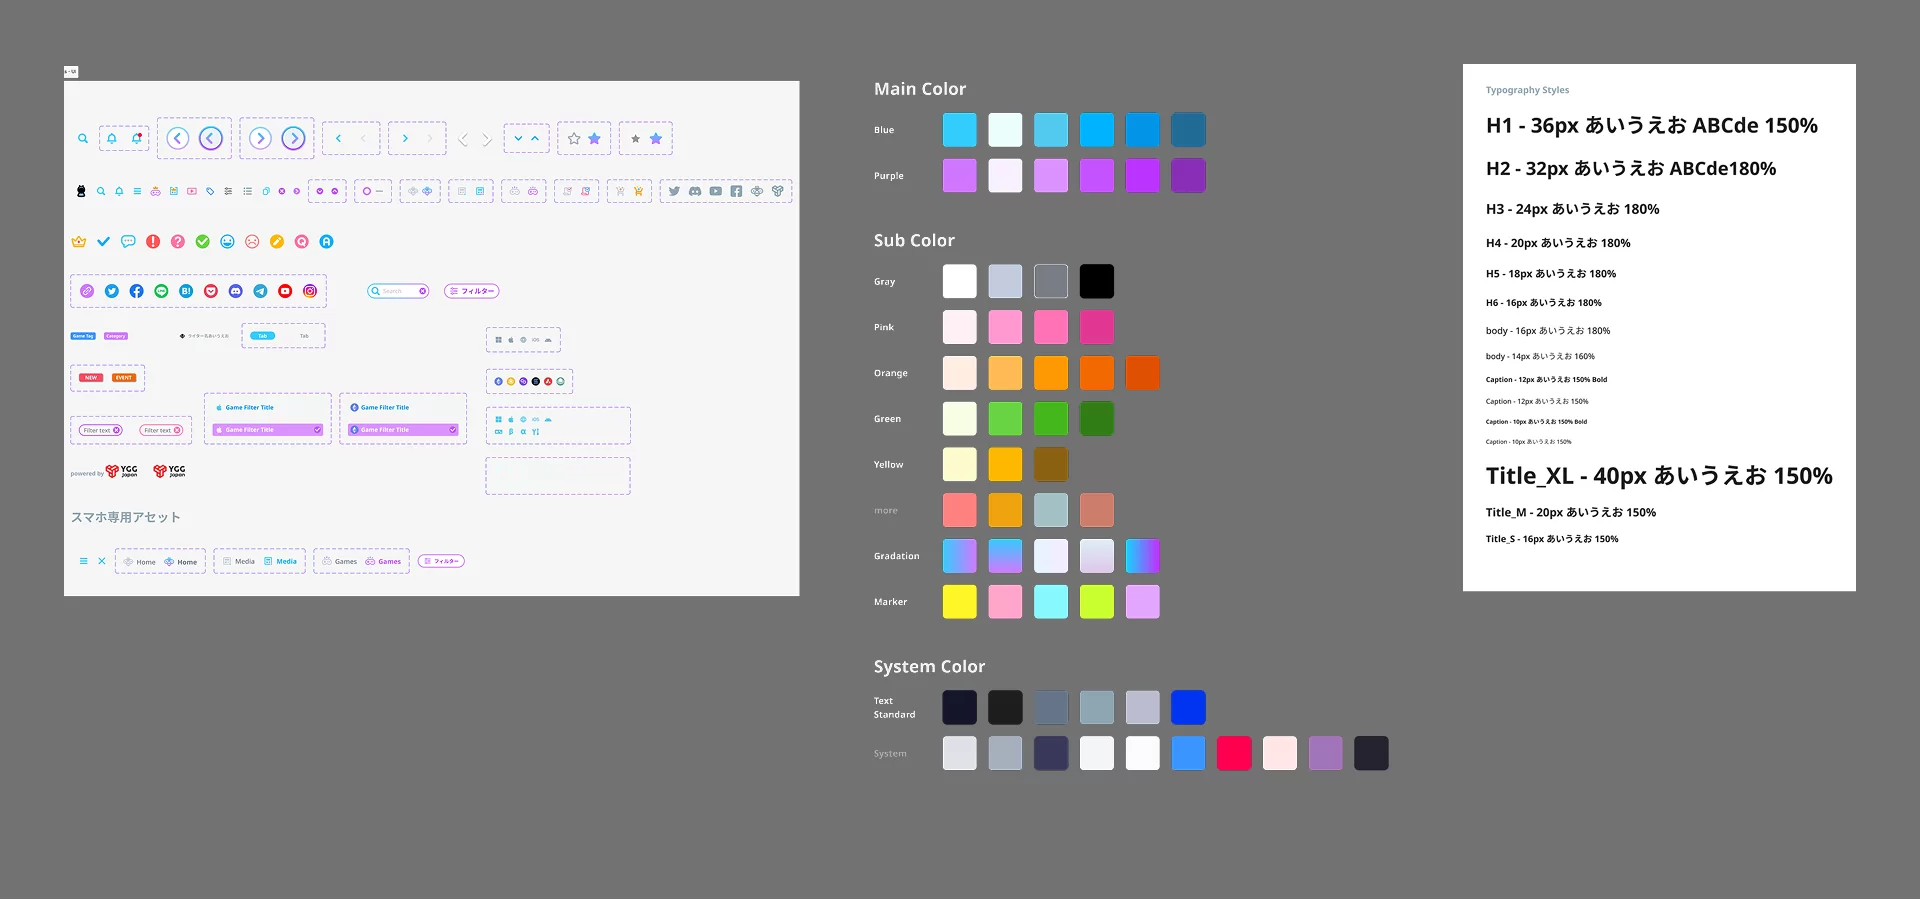 Search
フィルター
Game Tag
Category
ライター名あいうえお
Tab
Tab
NEW
EVENT
Game Filter Title
Game Filter Title
Game Filter Title
Game Filter Title
Filter text
Filter text
powered by YGG Japan
YGG Japan
スマホ専用アセット
Home
Home
Media
Media
Games
Games
フィルター
Main Color
Blue
Purple
Sub Color
Gray
Pink
Orange
Green
Yellow
more
Gradation
Marker
System Color
Text
Standard
System
Typography Styles
H1 - 36px あいうえお ABCde 150%
H2 - 32px あいうえお ABCde180%
H3 - 24px あいうえお 180%
H4 - 20px あいうえお 180%
H5 - 18px あいうえお 180%
H6 - 16px あいうえお 180%
body - 16px あいうえお 180%
body - 14px あいうえお 160%
Caption - 12px あいうえお 150% Bold
Caption - 12px あいうえお 150%
Caption - 10px あいうえお 150% Bold
Caption - 10px あいうえお 150%
Title_XL - 40px あいうえお 150%
Title_M - 20px あいうえお 150%
Title_S - 16px あいうえお 150%